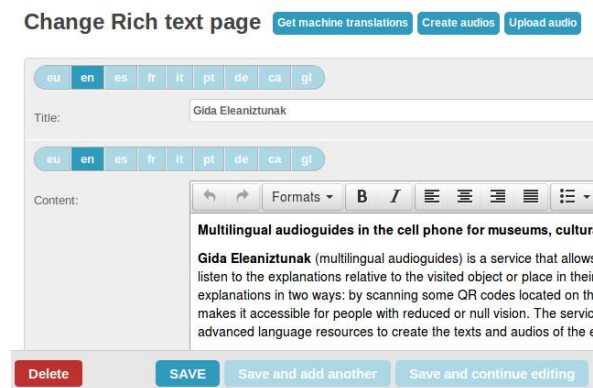 Change Rich text page Get machine translations Create audios Upload audio
eu en es fr it pt de ca gl
Title: Gida Eleaniztunak
eu en es fr it pt de ca gl
Content: Formats B I
Multilingual audioguides in the cell phone for museums,
Gida Eleaniztunak (multilingual audioguides) is a service that allows
listen to the explanations relative to the visited object or place in their
explanations in two ways: by scanning some QR codes located on
makes it accessible for people with reduced or null vision. The
advanced language resources to create the texts and audios of the
Delete SAVE Save and add another Save and continue editing